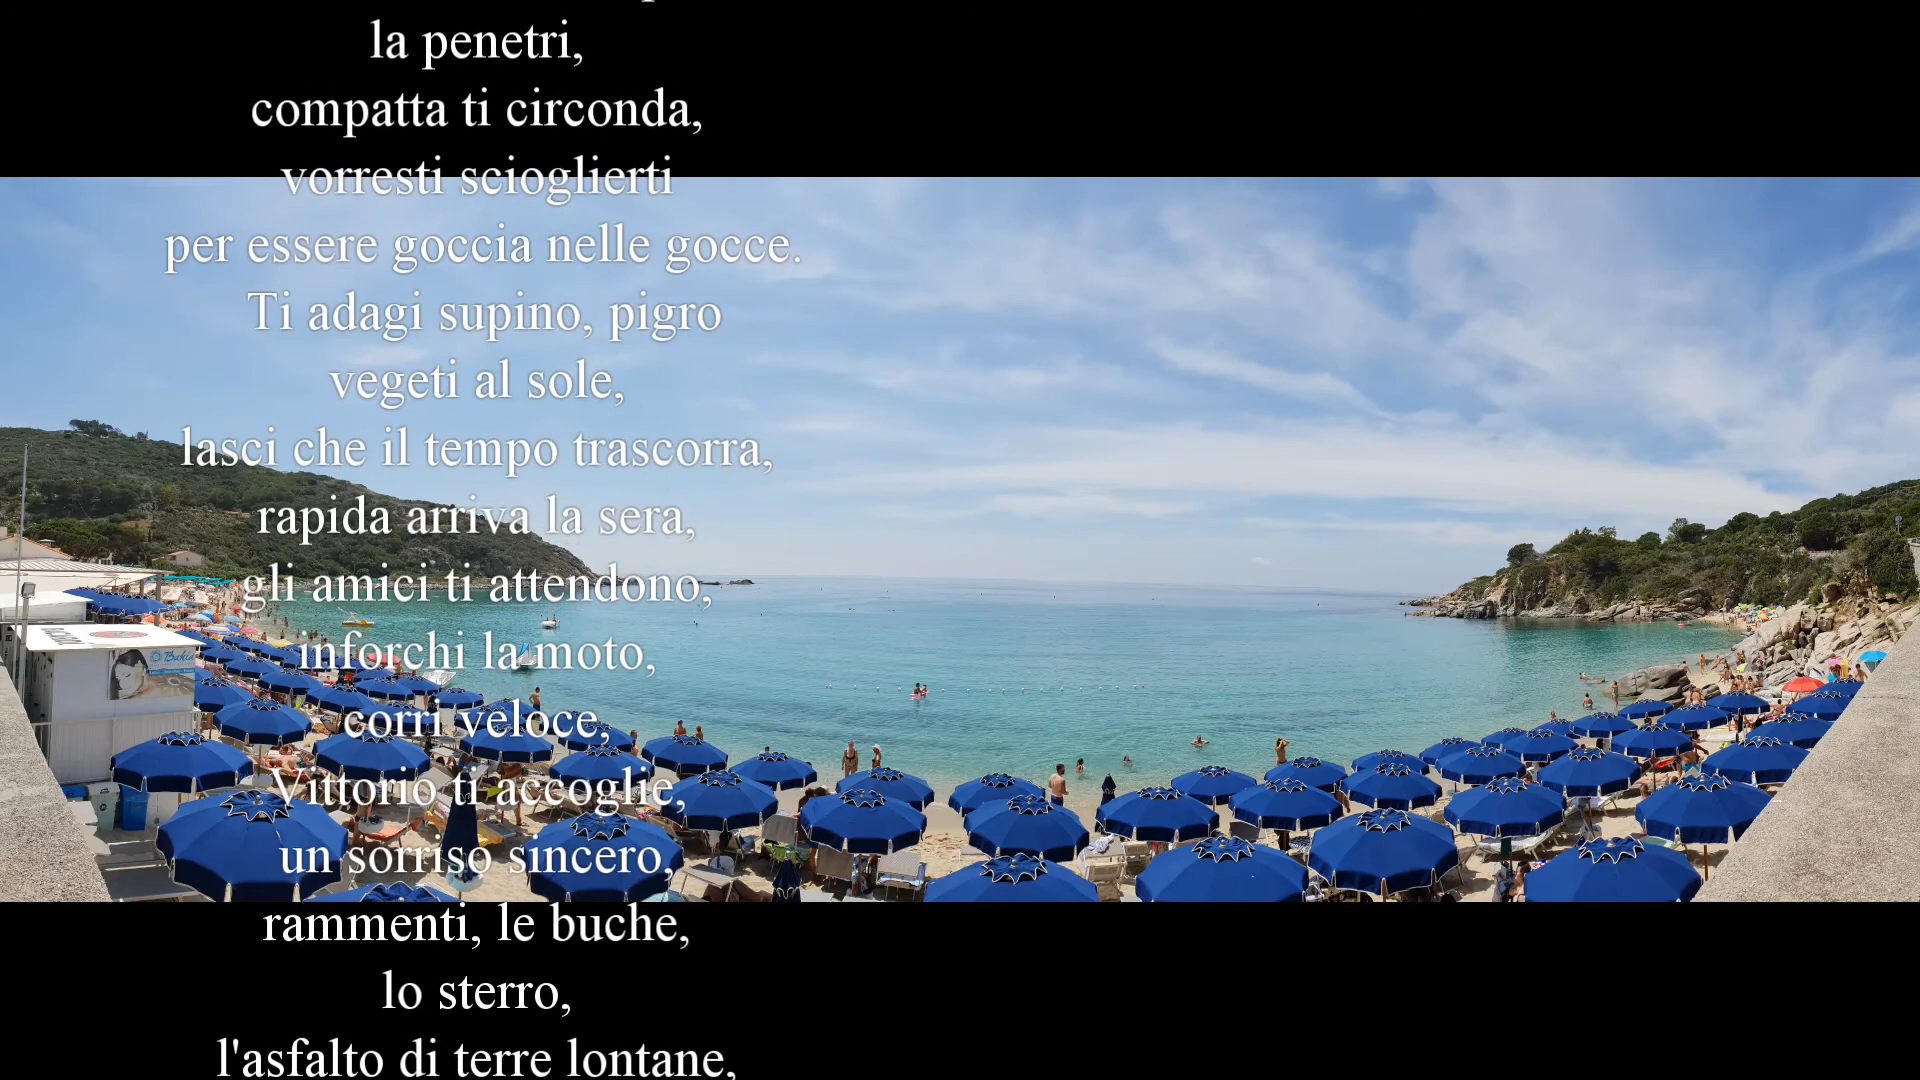 la penetri,
compatta ti circonda,
vorresti scioglierti
per essere goccia nelle gocce.
Ti adagi supino, pigro
vegeti al sole,
lasci che il tempo trascorra,
rapida arriva la sera,
gli amici ti attendono,
inforchi la moto,
corri veloce,
Vittorio ti accoglie,
un sorriso sincero,
rammenti, le buche,
lo sterro,
l'asfalto di terre lontane,